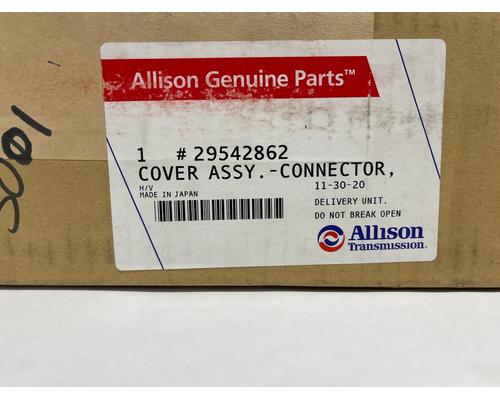 Allison Genuine Parts™
1 # 29542862
COVER ASSY.-CONNECTOR,
H/V 11-30-20
MADE IN JAPAN
DELIVERY UNIT.
DO NOT BREAK OPEN
Allison
Transmission.